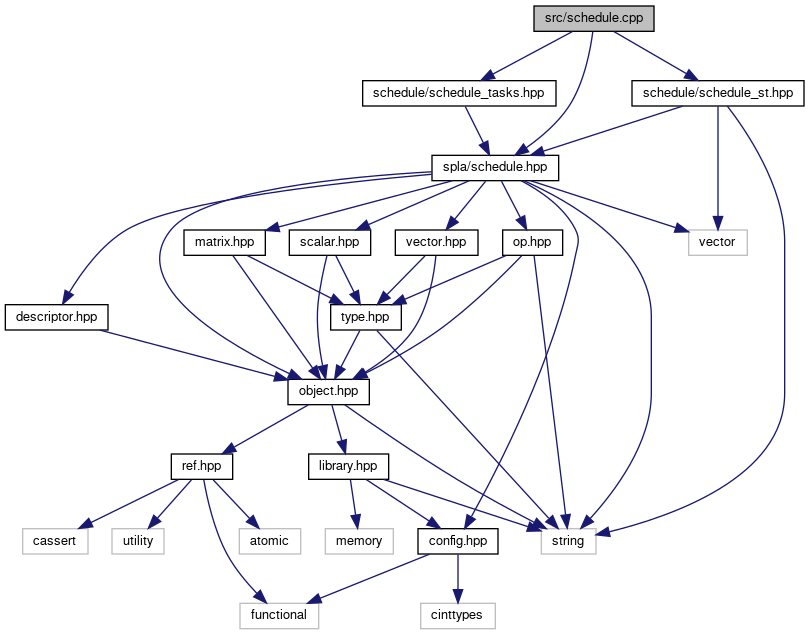 src/schedule.cpp
schedule/schedule_tasks.hpp
schedule/schedule_st.hpp
spla/schedule.hpp
matrix.hpp
scalar.hpp
vector.hpp
op.hpp
vector
descriptor.hpp
type.hpp
object.hpp
ref.hpp
library.hpp
cassert
utility
atomic
memory
config.hpp
string
functional
cinttypes